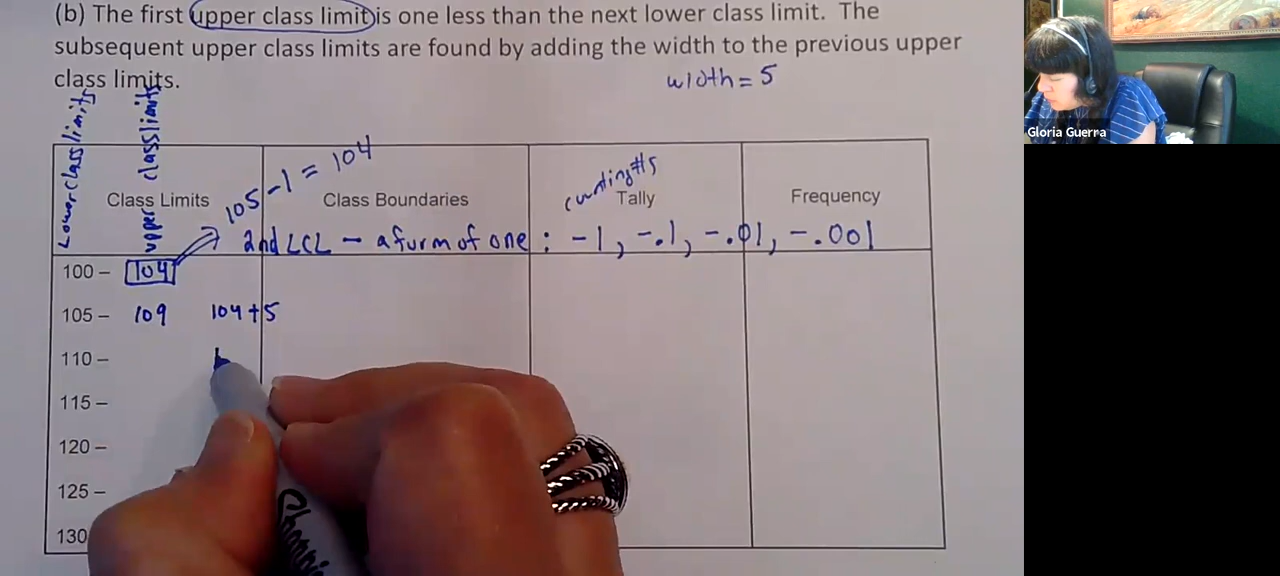 (b) The first upper class limit is one less than the next lower class limit. The
subsequent upper class limits are found by adding the width to the previous upper
class limits.
width = 5
Gloria Guerra
Lower class limits
upper class limits
105 - 1 = 104
counting #s
Class Limits
Class Boundaries
Tally
Frequency
2nd LCL - a form of one : -1, -.1, -.01, -.001
100 - 104
105 - 109 104+5
110 -
115 -
120 -
125 -
130